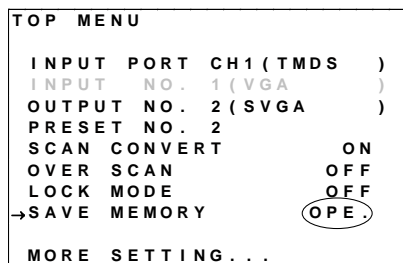 TOP MENU
INPUT PORT CH1(TMDS )
INPUT NO. 1(VGA )
OUTPUT NO. 2(SVGA )
PRESET NO. 2
SCAN CONVERT ON
OVER SCAN OFF
LOCK MODE OFF
→SAVE MEMORY OPE.
MORE SETTING...